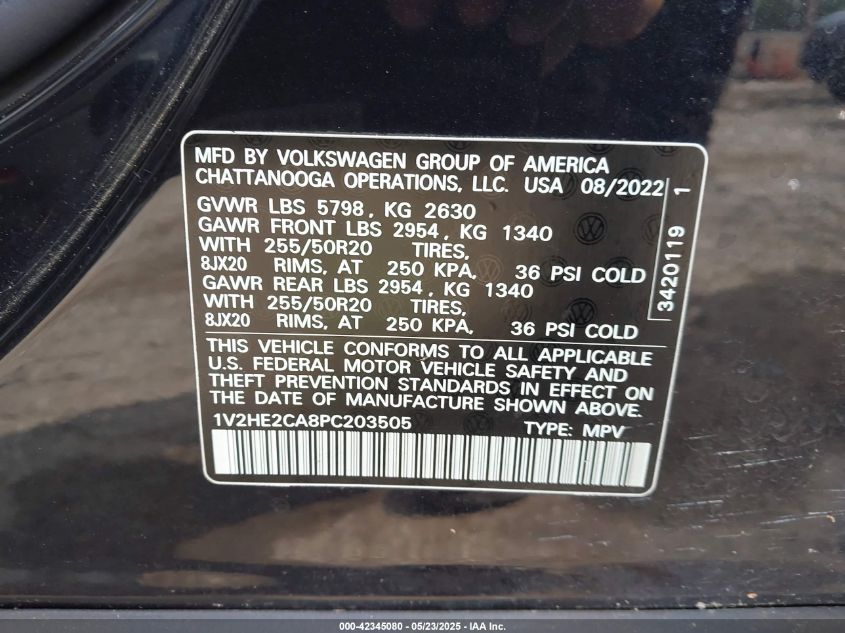 MFD BY VOLKSWAGEN GROUP OF AMERICA
CHATTANOOGA OPERATIONS, LLC. USA 08/2022
GVWR LBS 5798, KG 2630
GAWR FRONT LBS 2954, KG 1340
WITH 255/50R20 TIRES,
8JX20 RIMS, AT 250 KPA, 36 PSI COLD
GAWR REAR LBS 2954, KG 1340
WITH 255/50R20 TIRES,
8JX20 RIMS, AT 250 KPA, 36 PSI COLD
3420119 1
THIS VEHICLE CONFORMS TO ALL APPLICABLE
U.S. FEDERAL MOTOR VEHICLE SAFETY AND
THEFT PREVENTION STANDARDS IN EFFECT ON
THE DATE OF MANUFACTURE SHOWN ABOVE.
1V2HE2CA8PC203505 TYPE: MPV
000-42345080 - 05/23/2025 - IAA Inc.